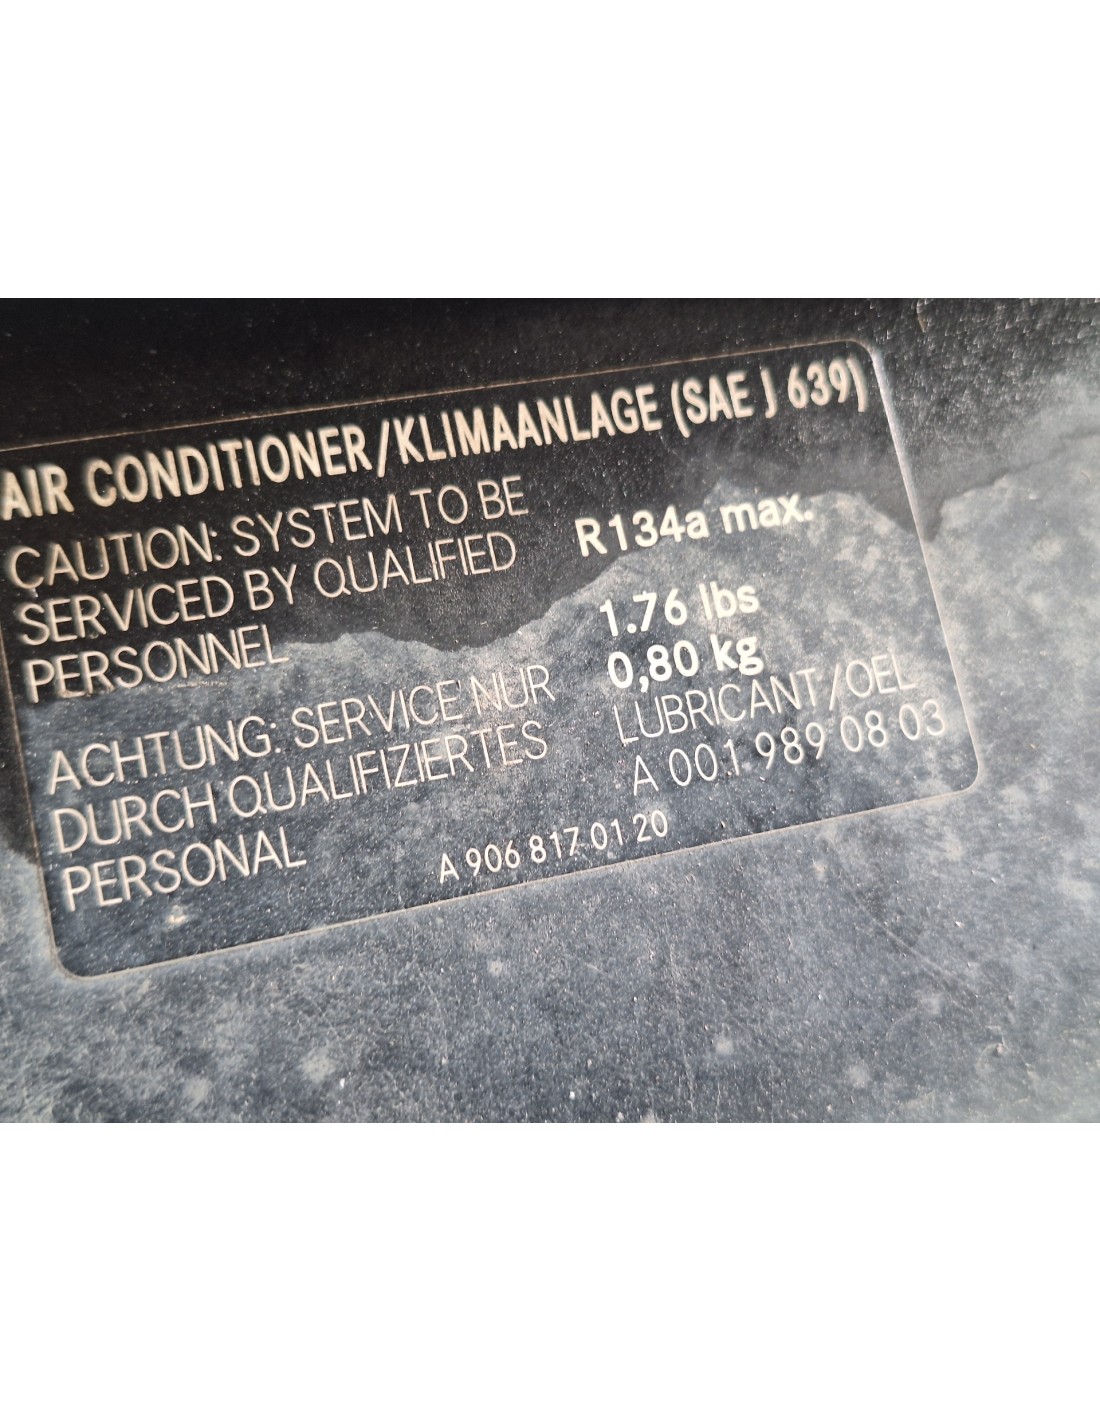 AIR CONDITIONER/KLIMAANLAGE (SAE J 639)
CAUTION: SYSTEM TO BE
SERVICED BY QUALIFIED
PERSONNEL
R134a max.
1.76 lbs
0,80 kg
ACHTUNG: SERVICE NUR
DURCH QUALIFIZIERTES
PERSONAL
LUBRICANT/OEL
A 001 989 08 03
A 906 817 01 20